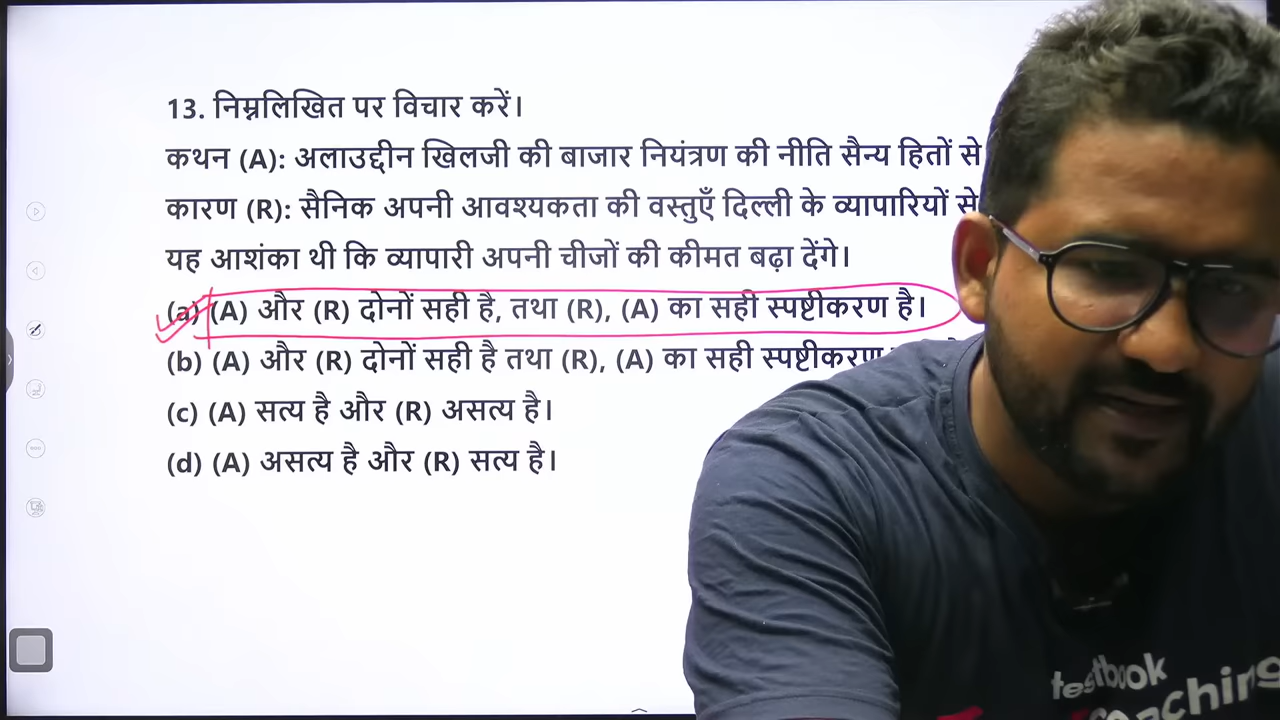 13. निम्नलिखित पर विचार करें।
कथन (A): अलाउद्दीन खिलजी की बाजार नियंत्रण की नीति सैन्य हितों से
कारण (R): सैनिक अपनी आवश्यकता की वस्तुएँ दिल्ली के व्यापारियों से
यह आशंका थी कि व्यापारी अपनी चीजों की कीमत बढ़ा देंगे।
(a) (A) और (R) दोनों सही है, तथा (R), (A) का सही स्पष्टीकरण है।
(b) (A) और (R) दोनों सही है तथा (R), (A) का सही स्पष्टीकरण
(c) (A) सत्य है और (R) असत्य है।
(d) (A) असत्य है और (R) सत्य है।
testbook